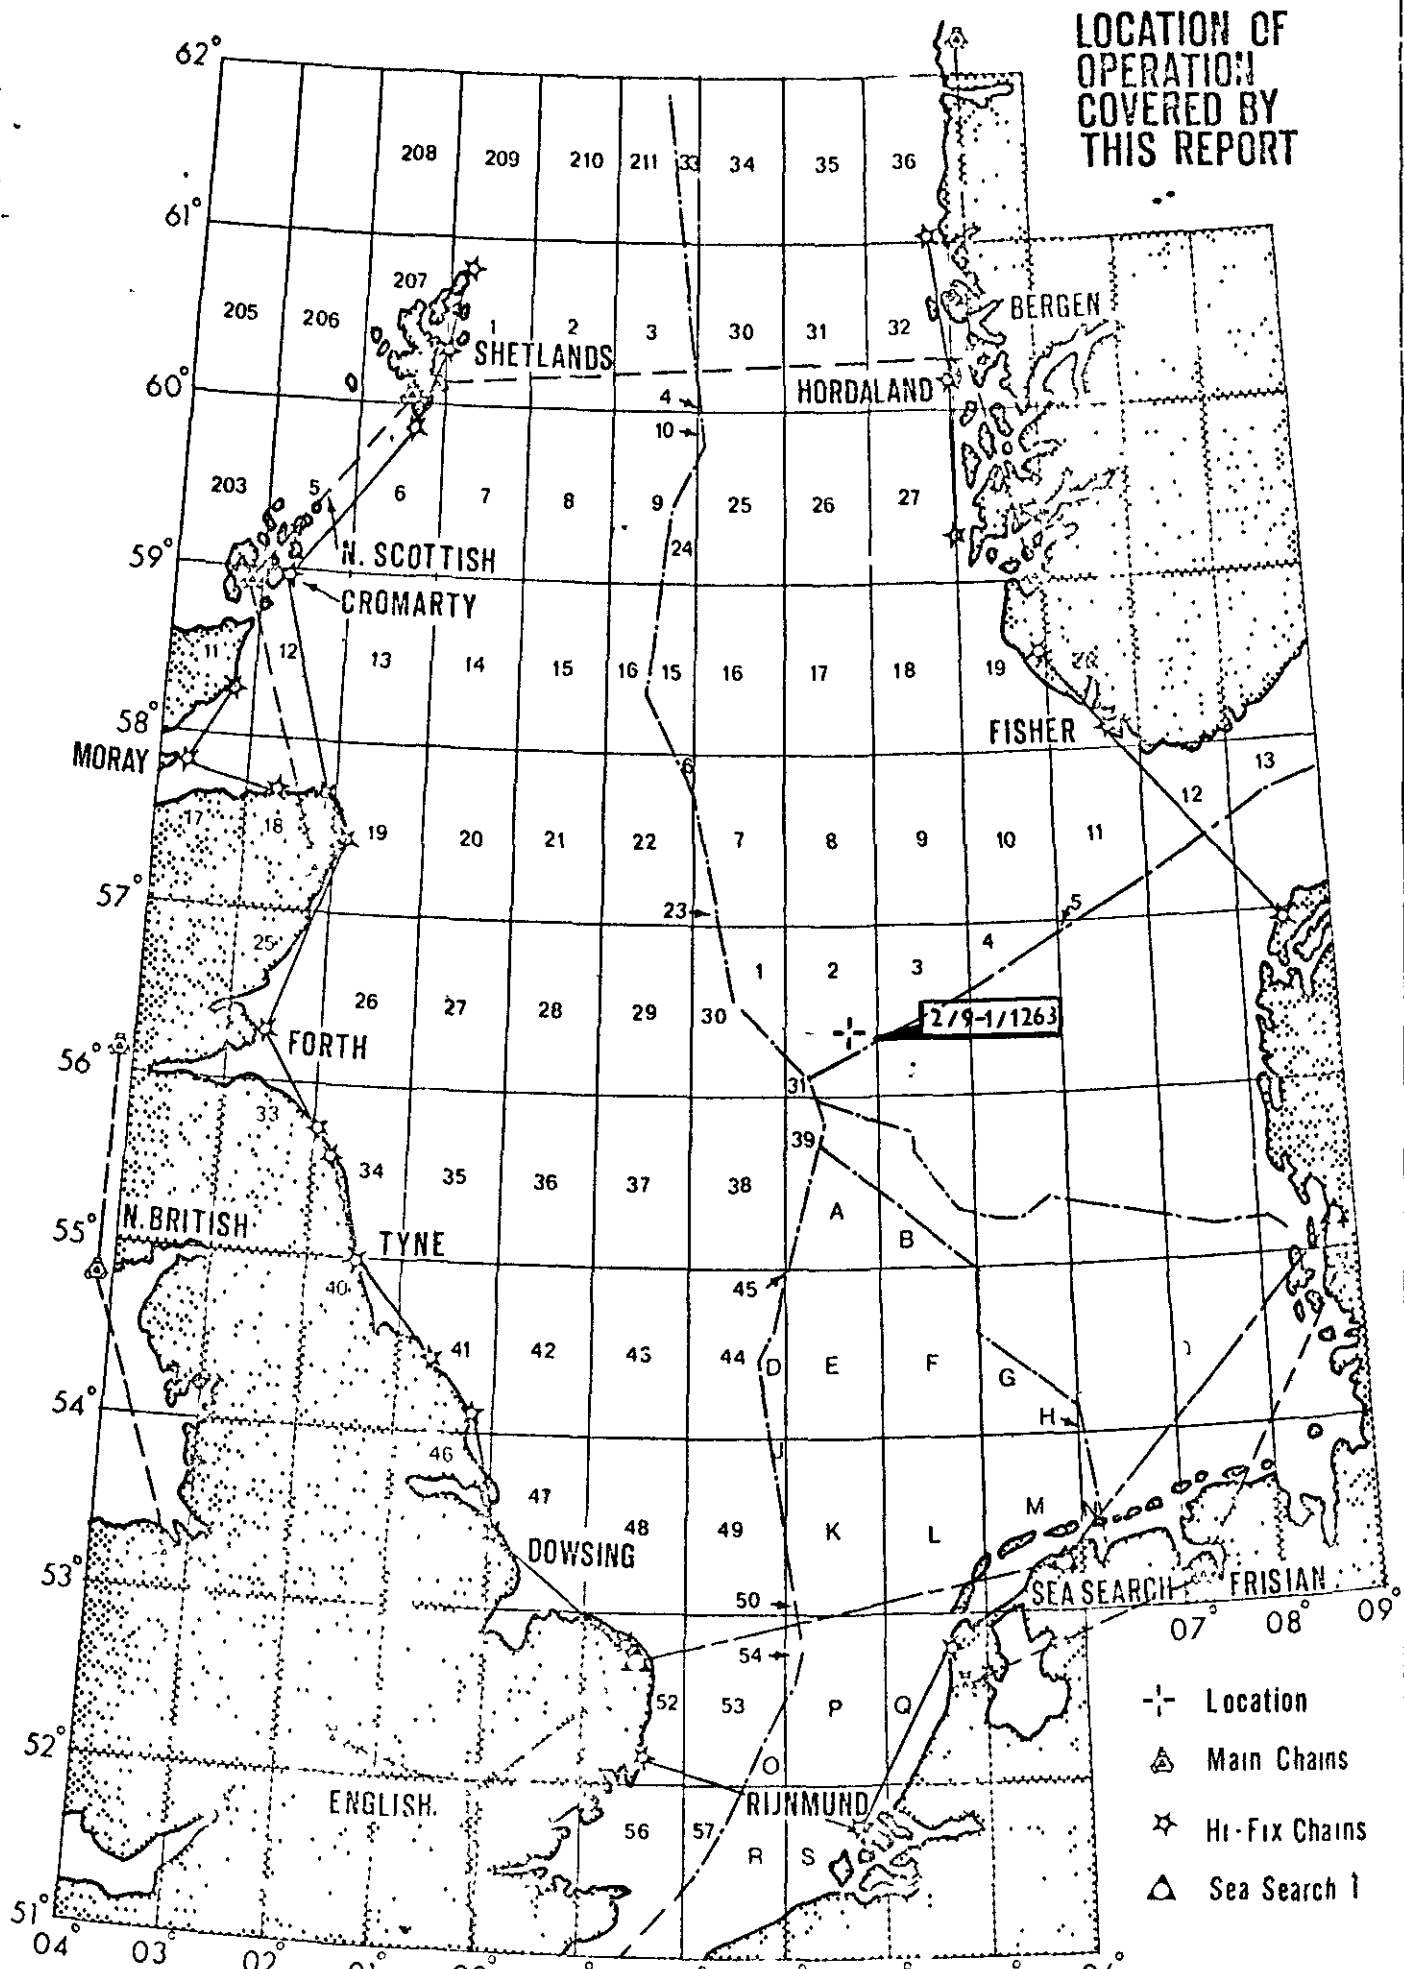 LOCATION OF
OPERATION
COVERED BY
THIS REPORT
62°
208 209 210 211 33 34 35 36
61°
207
205 206 1 2 3 30 31 32
BERGEN
SHETLANDS
60°
HORDALAND
4
10
203 5 6 7 8 9 25 26 27
24
59°
N. SCOTTISH
CROMARTY
11 12 13 14 15 16 15 16 17 18 19
58°
FISHER
MORAY
6
13
12
17 18 19 20 21 22 7 8 9 10 11
57°
23
5
4
25
1 2 3
26 27 28 29 30
2/9-1/1263
FORTH
56°
31
33
39
34 35 36 37 38
A
B
55°
N. BRITISH
TYNE
45
40
41 42 43 44 D E F G
54°
H
J
46
47
48 49 K L M N
DOWSING
53°
50
SEA SEARCH
FRISIAN
09°
08°
07°
54
52 53 P Q
Location
52°
O
Main Chains
ENGLISH
RIJNMUND
56 57 R S
Hi-Fix Chains
Sea Search 1
51°
04° 03° 02°